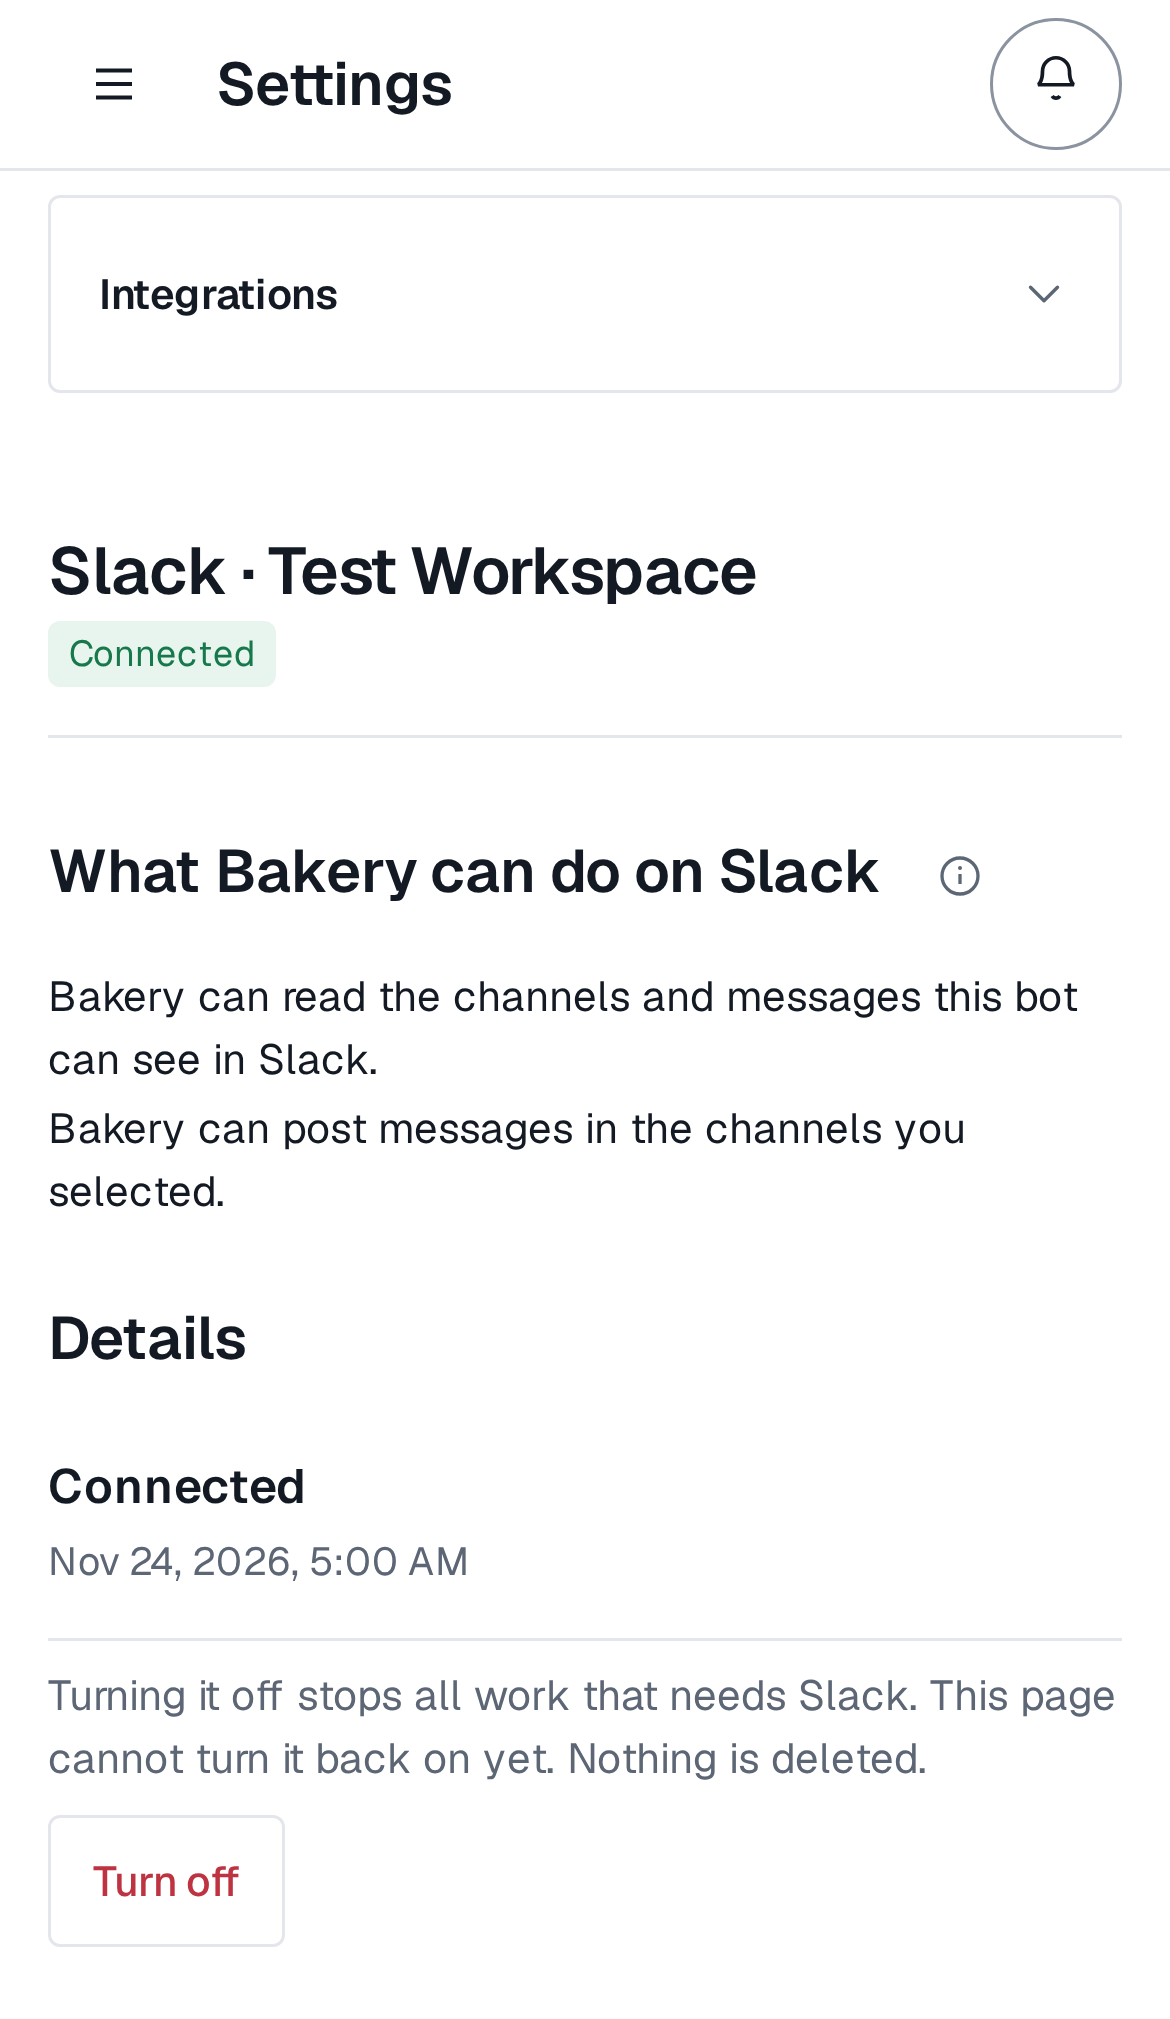 Settings
Integrations
Slack · Test Workspace
Connected
What Bakery can do on Slack
Bakery can read the channels and messages this bot
can see in Slack.
Bakery can post messages in the channels you
selected.
Details
Connected
Nov 24, 2026, 5:00 AM
Turning it off stops all work that needs Slack. This page
cannot turn it back on yet. Nothing is deleted.
Turn off